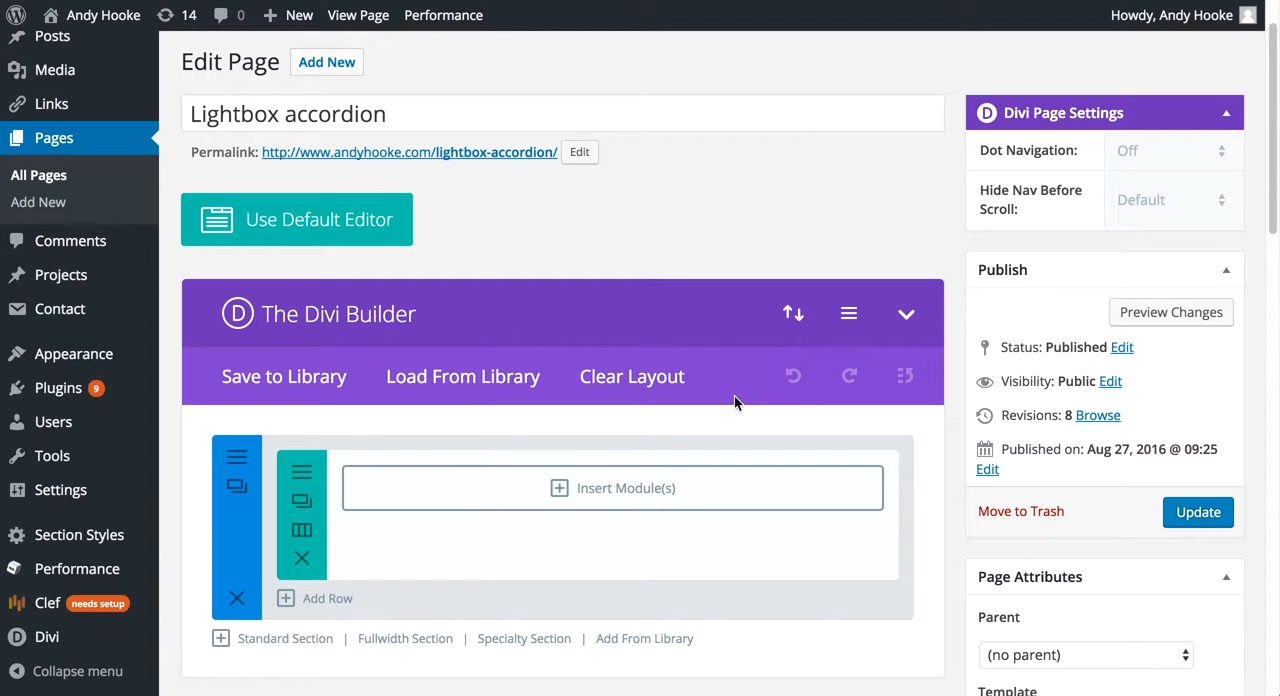 Andy Hooke 14 0 New View Page Performance Howdy, Andy Hooke
Posts
Media
Links
Pages
All Pages
Add New
Comments
Projects
Contact
Appearance
Plugins 9
Users
Tools
Settings
Section Styles
Performance
Clef needs setup
Divi
Collapse menu
Edit Page Add New
Lightbox accordion
Permalink: http://www.andyhooke.com/lightbox-accordion/ Edit
Use Default Editor
The Divi Builder
Save to Library Load From Library Clear Layout
Insert Module(s)
Add Row
Standard Section | Fullwidth Section | Specialty Section | Add From Library
Divi Page Settings
Dot Navigation: Off
Hide Nav Before
Scroll: Default
Publish
Preview Changes
Status: Published Edit
Visibility: Public Edit
Revisions: 8 Browse
Published on: Aug 27, 2016 @ 09:25
Edit
Move to Trash Update
Page Attributes
Parent
(no parent)
Template